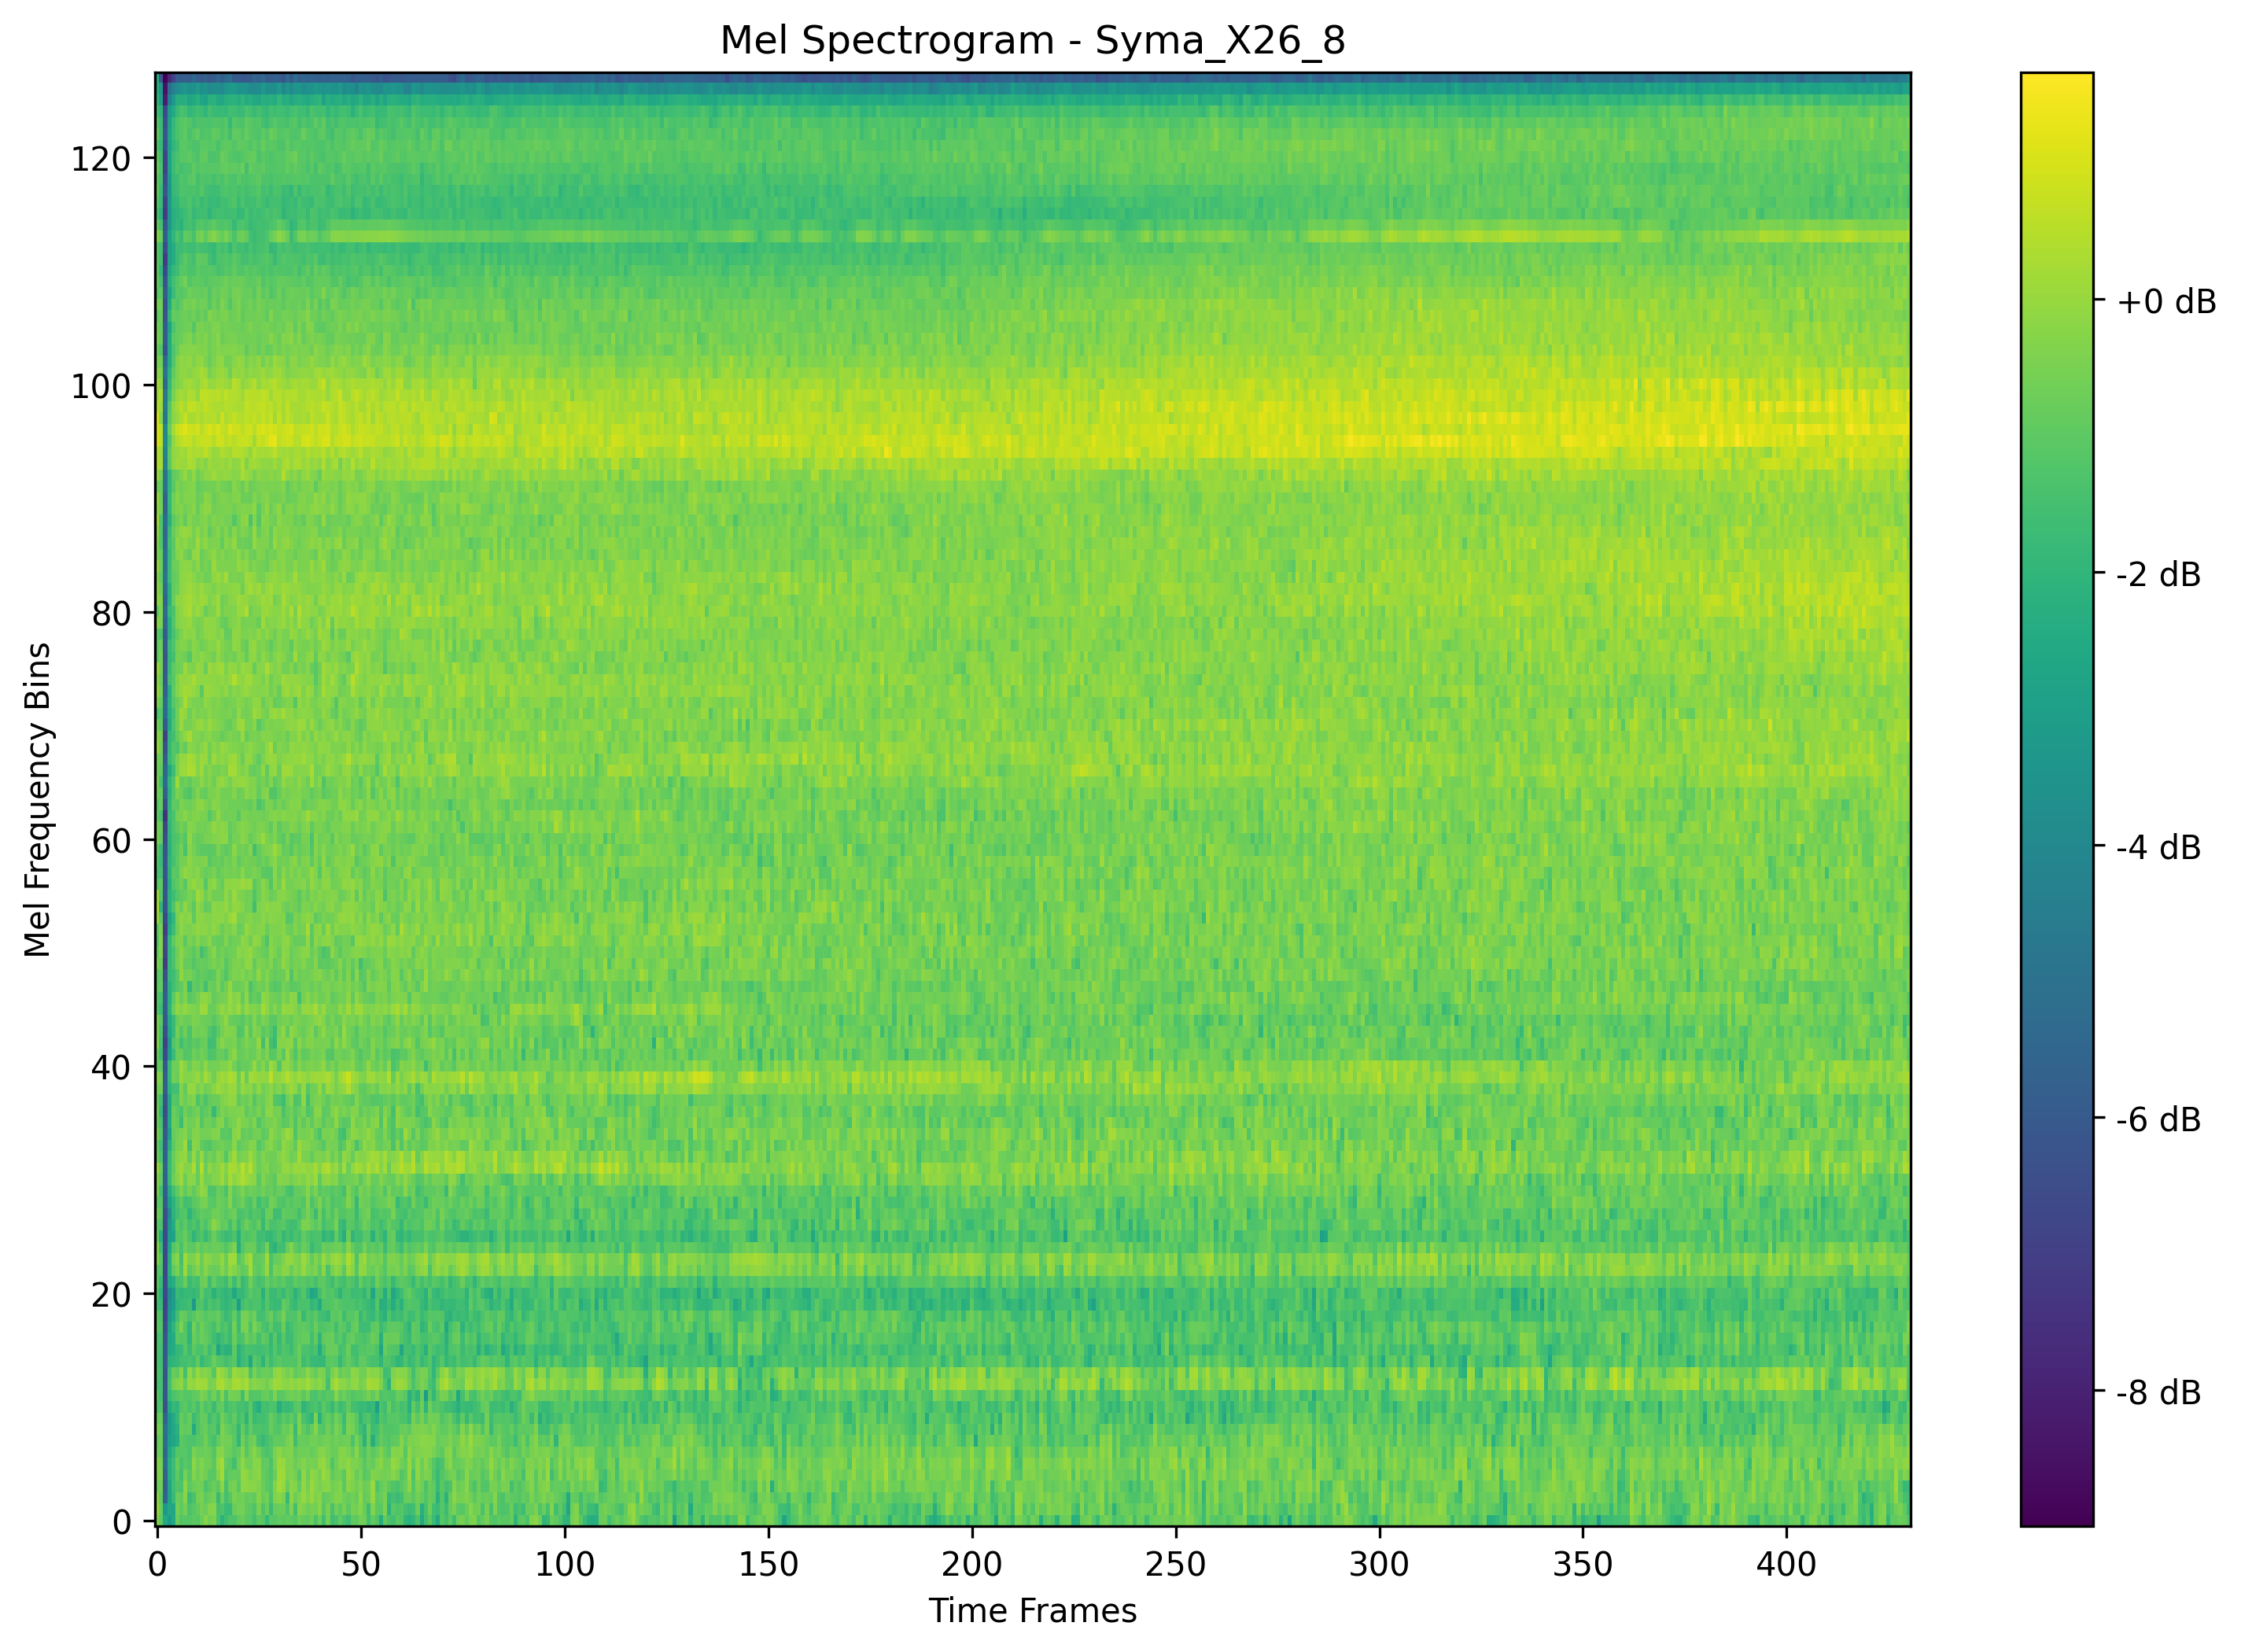 Mel Spectrogram - Syma_X26_8
Mel Frequency Bins
120
100
80
60
40
20
0
0 50 100 150 200 250 300 350 400
Time Frames
+0 dB
-2 dB
-4 dB
-6 dB
-8 dB